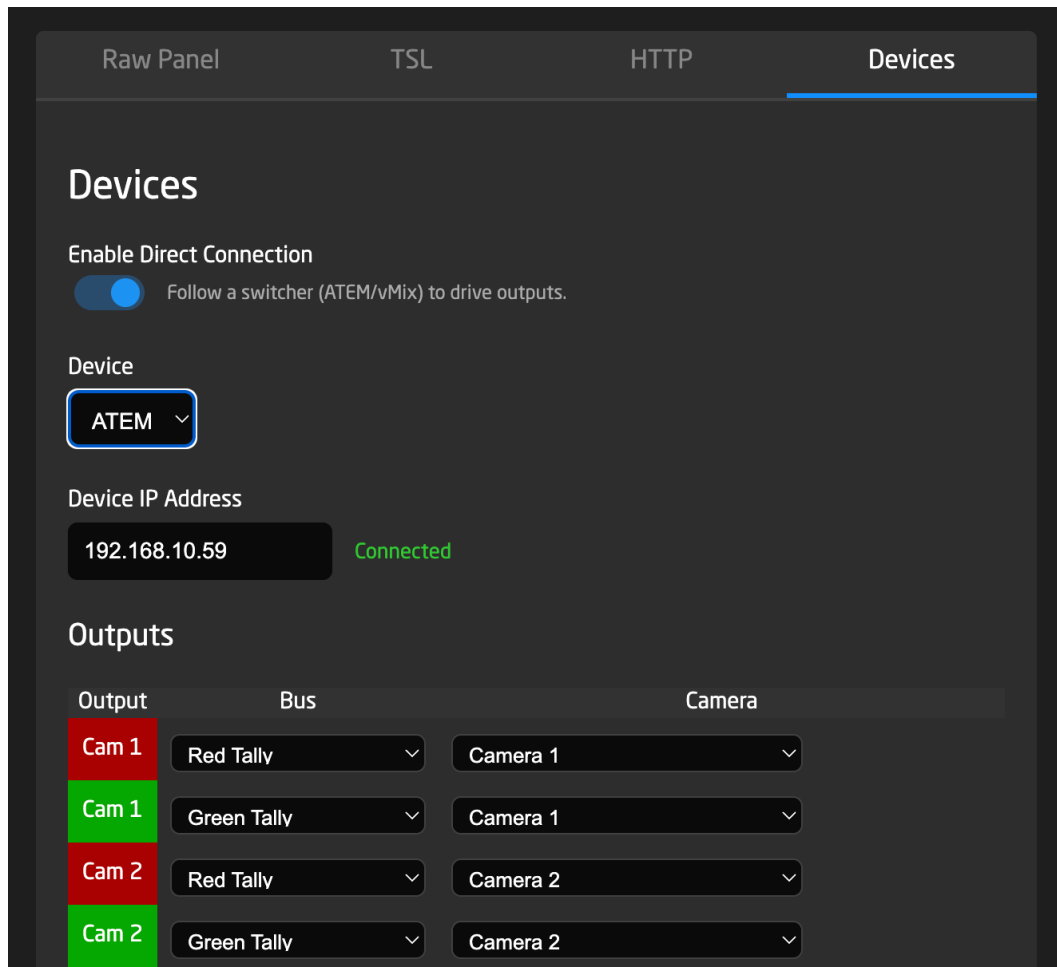 Raw Panel TSL HTTP Devices
Devices
Enable Direct Connection
Follow a switcher (ATEM/vMix) to drive outputs.
Device
ATEM
Device IP Address
192.168.10.59 Connected
Outputs
Output Bus Camera
Cam 1 Red Tally Camera 1
Cam 1 Green Tally Camera 1
Cam 2 Red Tally Camera 2
Cam 2 Green Tally Camera 2